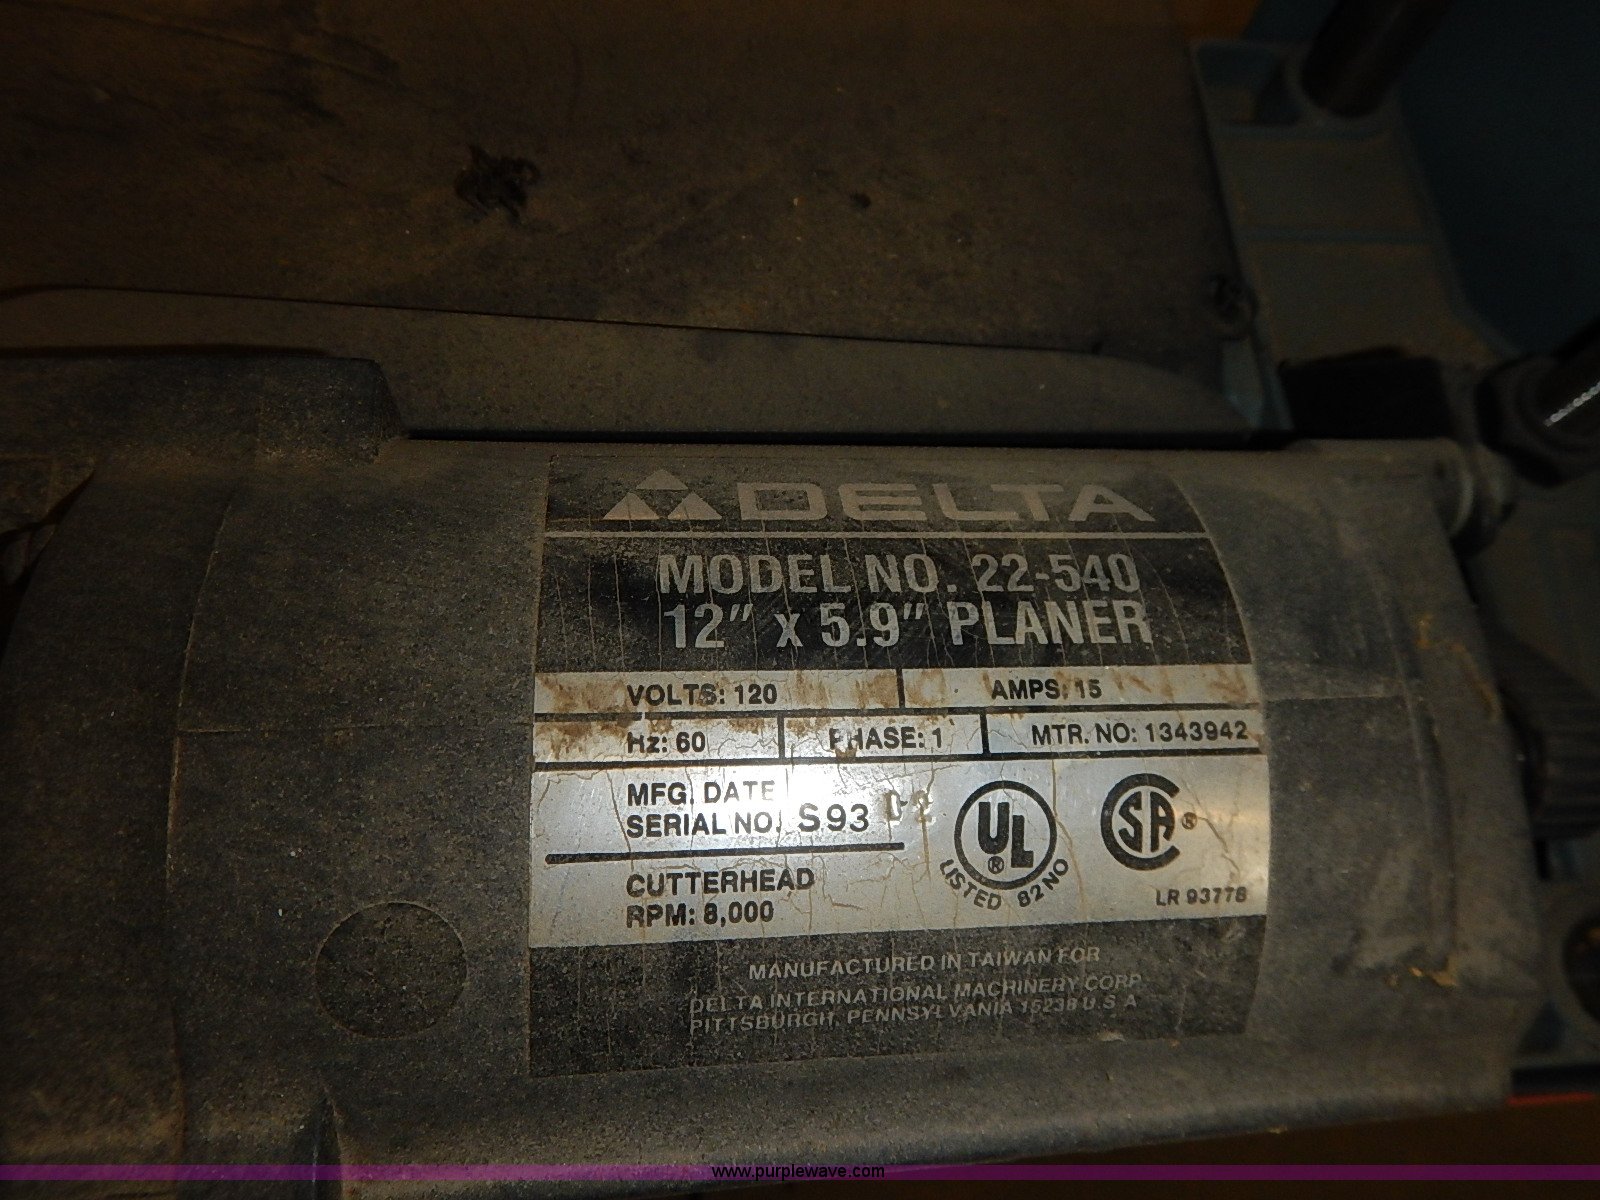 DELTA
MODEL NO. 22-540
12" x 5.9" PLANER
VOLTS: 120 AMPS: 15
Hz: 60 PHASE: 1 MTR. NO: 1343942
MFG. DATE
SERIAL NO. S93
UL
®
LISTED 82NO
SA ®
LR 93778
CUTTERHEAD
RPM: 8,000
MANUFACTURED IN TAIWAN FOR
DELTA INTERNATIONAL MACHINERY CORP.
PITTSBURGH, PENNSYLVANIA 15238 U.S.A
www.purplewave.com